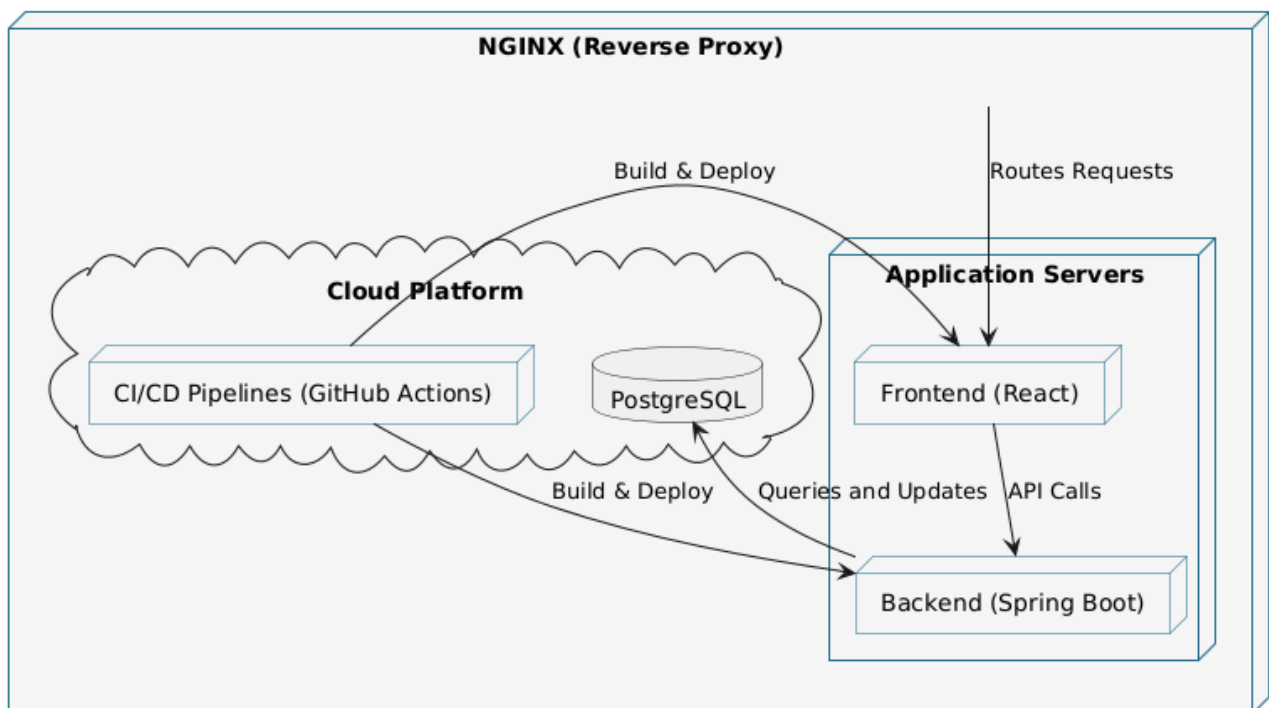 NGINX (Reverse Proxy)
Build & Deploy
Routes Requests
Cloud Platform
Application Servers
CI/CD Pipelines (GitHub Actions)
PostgreSQL
Frontend (React)
Build & Deploy
Queries and Updates
API Calls
Backend (Spring Boot)